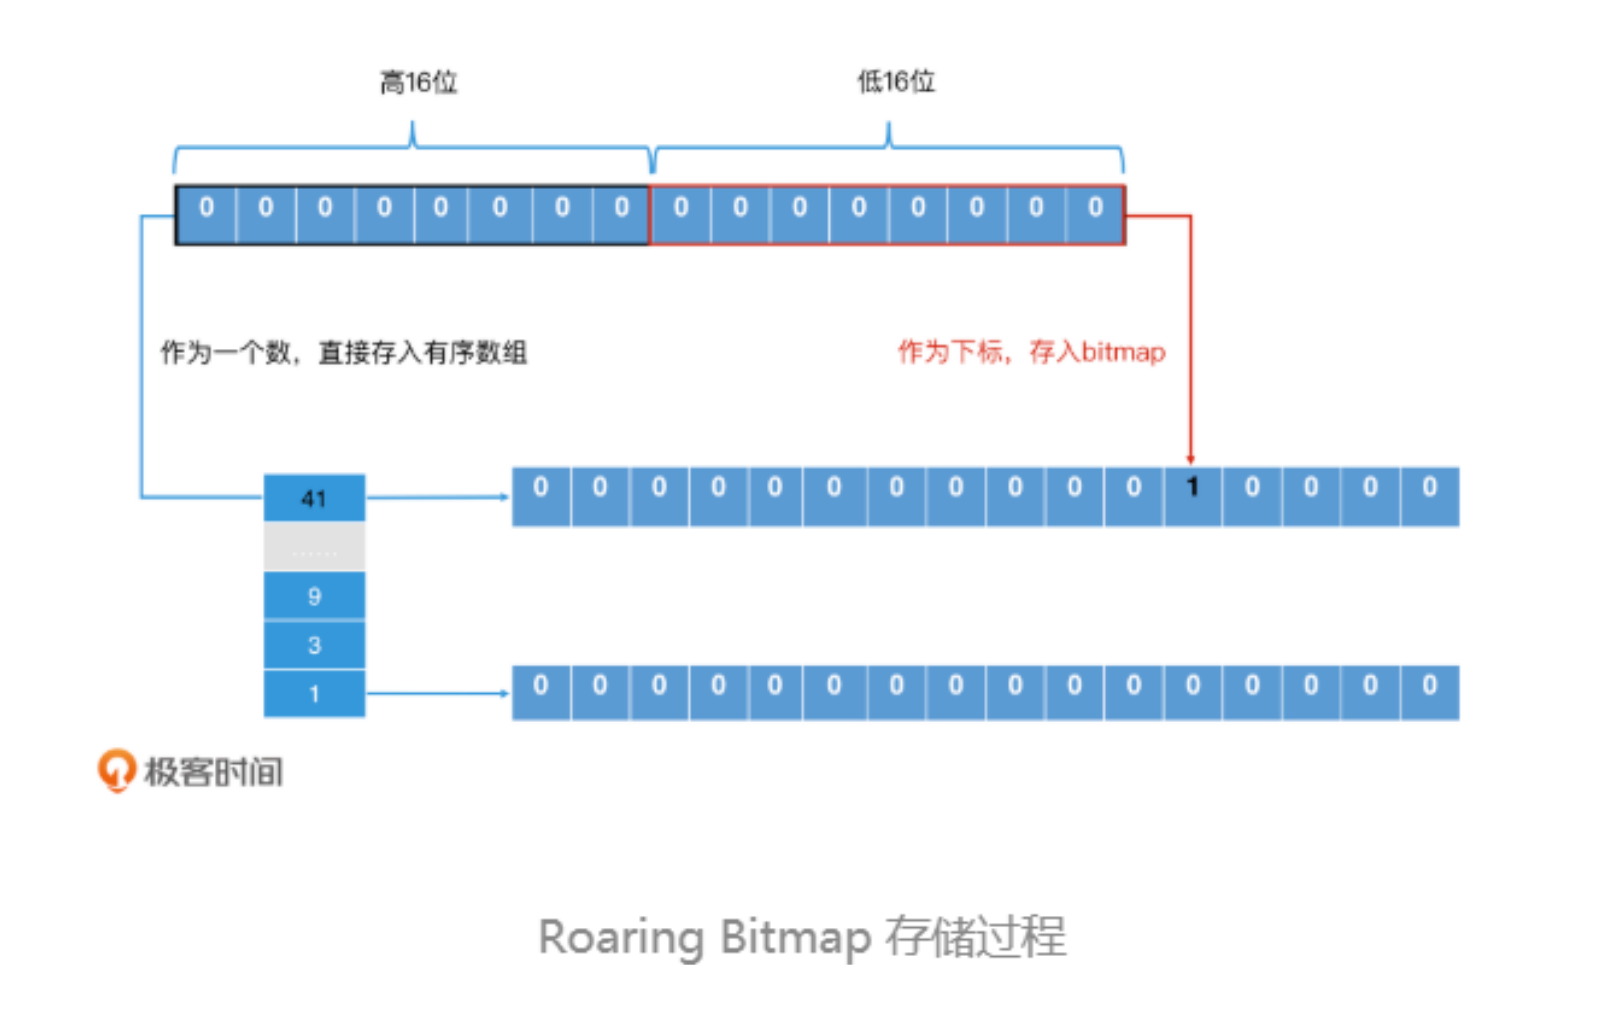 高16位 低16位
0 0 0 0 0 0 0 0 0 0 0 0 0 0 0 0
作为一个数，直接存入有序数组 作为下标，存入bitmap
41 0 0 0 0 0 0 0 0 0 0 0 1 0 0 0 0
......
9
3
1 0 0 0 0 0 0 0 0 0 0 0 0 0 0 0 0
极客时间
Roaring Bitmap 存储过程